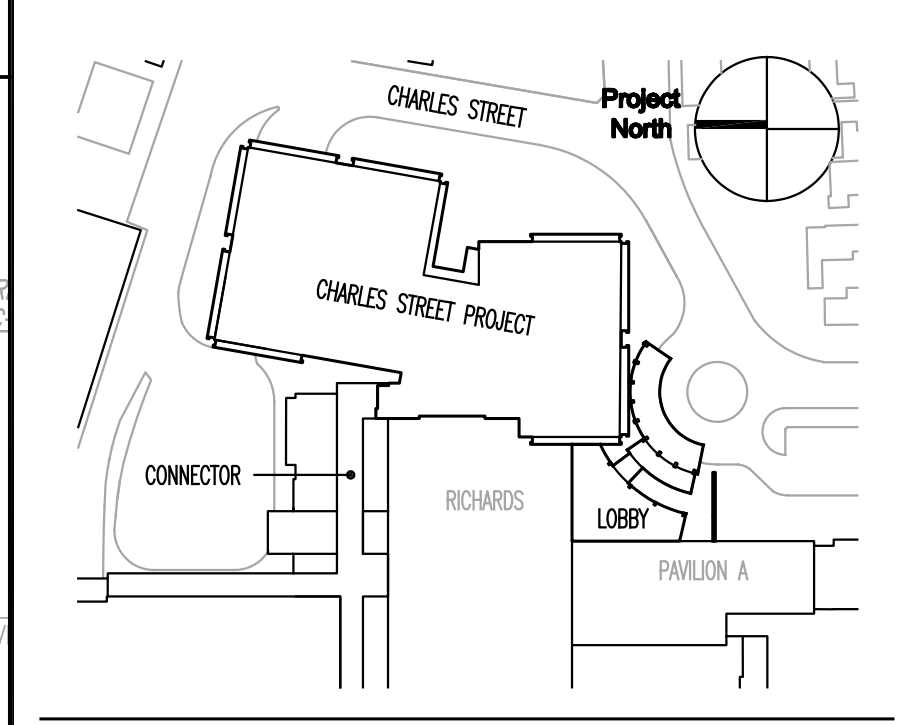 CHARLES STREET
Project
North
CHARLES STREET PROJECT
CONNECTOR
RICHARDS
LOBBY
PAVILION A